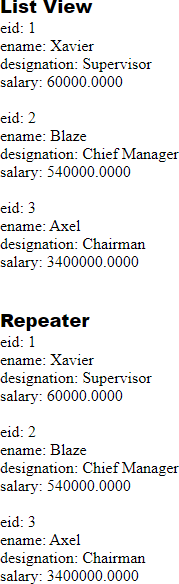 List View
eid: 1
ename: Xavier
designation: Supervisor
salary: 60000.0000
eid: 2
ename: Blaze
designation: Chief Manager
salary: 540000.0000
eid: 3
ename: Axel
designation: Chairman
salary: 3400000.0000
Repeater
eid: 1
ename: Xavier
designation: Supervisor
salary: 60000.0000
eid: 2
ename: Blaze
designation: Chief Manager
salary: 540000.0000
eid: 3
ename: Axel
designation: Chairman
salary: 3400000.0000